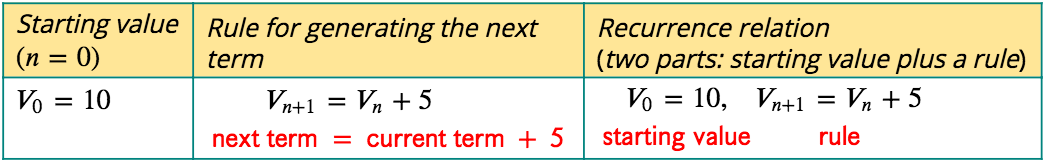 Starting value
(n = 0)
Rule for generating the next
term
Recurrence relation
(two parts: starting value plus a rule)
V₀ = 10
Vₙ₊₁ = Vₙ + 5
next term = current term + 5
V₀ = 10, Vₙ₊₁ = Vₙ + 5
starting value rule